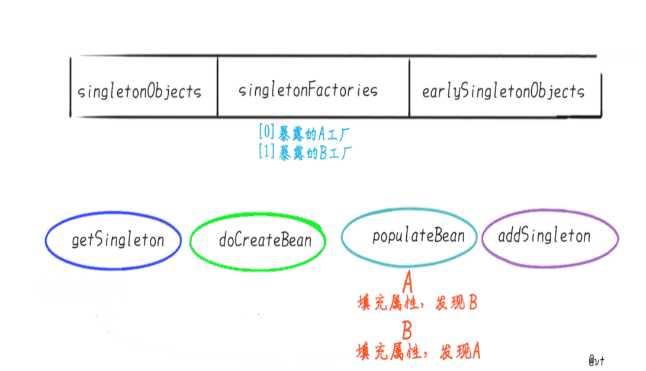 singletonObjects singletonFactories earlySingletonObjects
[0]暴露的A工厂
[1]暴露的B工厂
getSingleton doCreateBean populateBean addSingleton
A
填充属性，发现B
B
填充属性，发现A